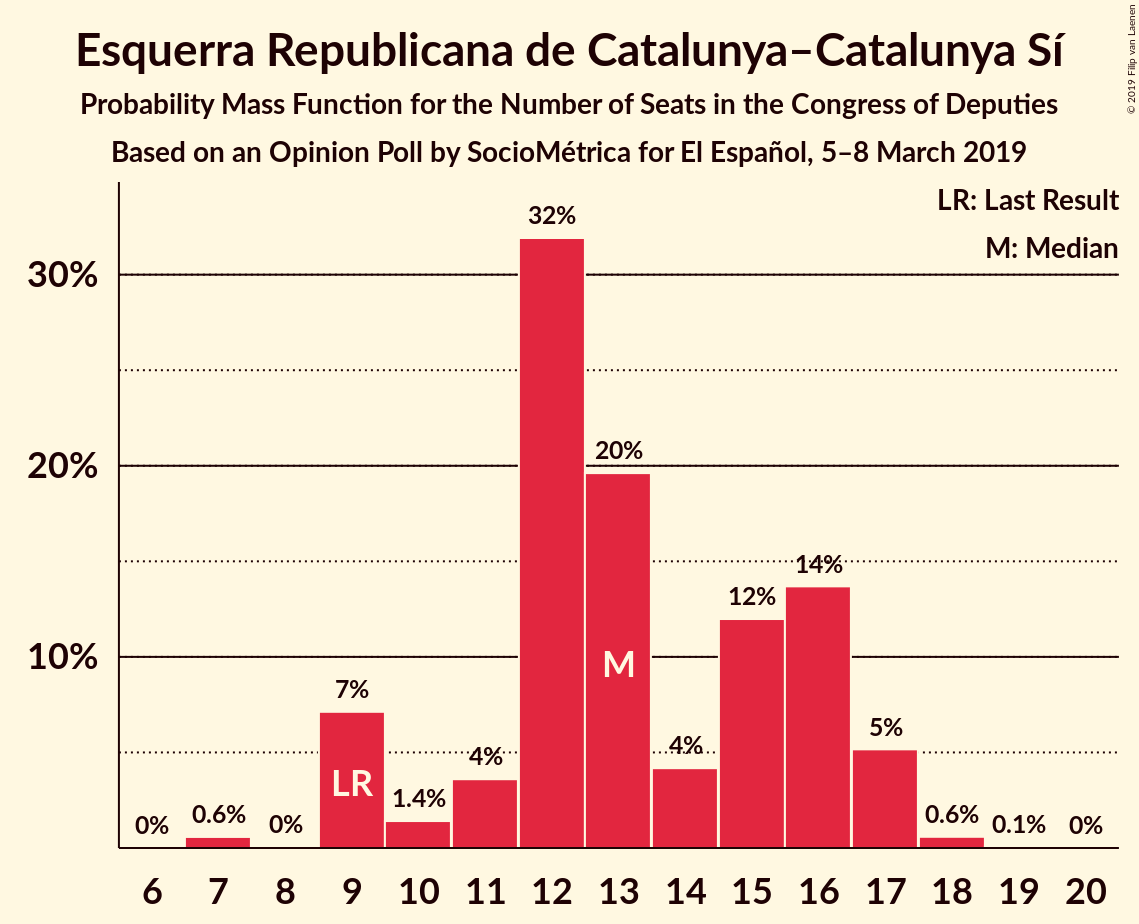 Esquerra Republicana de Catalunya–Catalunya Sí
Probability Mass Function for the Number of Seats in the Congress of Deputies
Based on an Opinion Poll by SocioMétrica for El Español, 5–8 March 2019
© 2019 Filip van Laenen
LR: Last Result
M: Median
30%
20%
10%
0%
0.6%
0%
7%
1.4%
4%
32%
20%
4%
12%
14%
5%
0.6%
0.1%
0%
LR
M
6 7 8 9 10 11 12 13 14 15 16 17 18 19 20